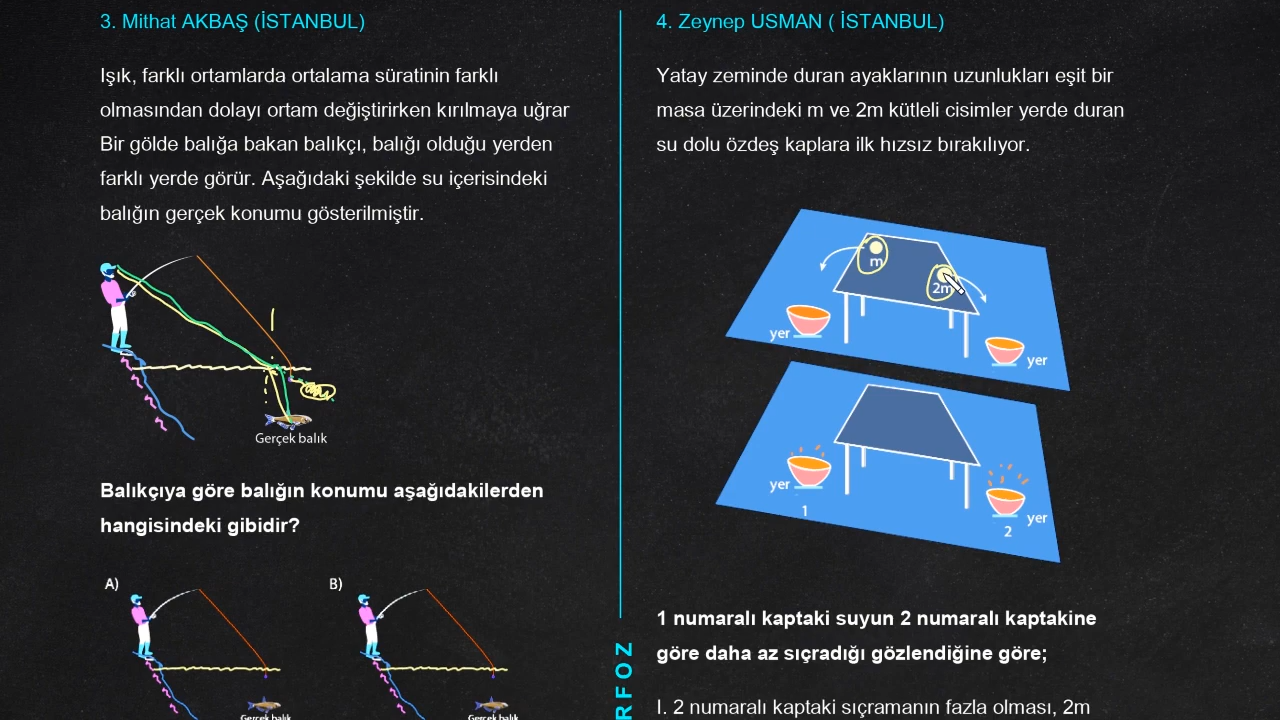 3. Mithat AKBAŞ (İSTANBUL)
Işık, farklı ortamlarda ortalama süratinin farklı
olmasından dolayı ortam değiştirirken kırılmaya uğrar
Bir gölde balığa bakan balıkçı, balığı olduğu yerden
farklı yerde görür. Aşağıdaki şekilde su içerisindeki
balığın gerçek konumu gösterilmiştir.
Gerçek balık
Balıkçıya göre balığın konumu aşağıdakilerden
hangisindeki gibidir?
A)
B)
Gerçek balık
Gerçek balık
RFOZ
4. Zeynep USMAN ( İSTANBUL)
Yatay zeminde duran ayaklarının uzunlukları eşit bir
masa üzerindeki m ve 2m kütleli cisimler yerde duran
su dolu özdeş kaplara ilk hızsız bırakılıyor.
m
2m
yer
yer
yer
1
yer
2
1 numaralı kaptaki suyun 2 numaralı kaptakine
göre daha az sıçradığı gözlendiğine göre;
I. 2 numaralı kaptaki sıçramanın fazla olması, 2m